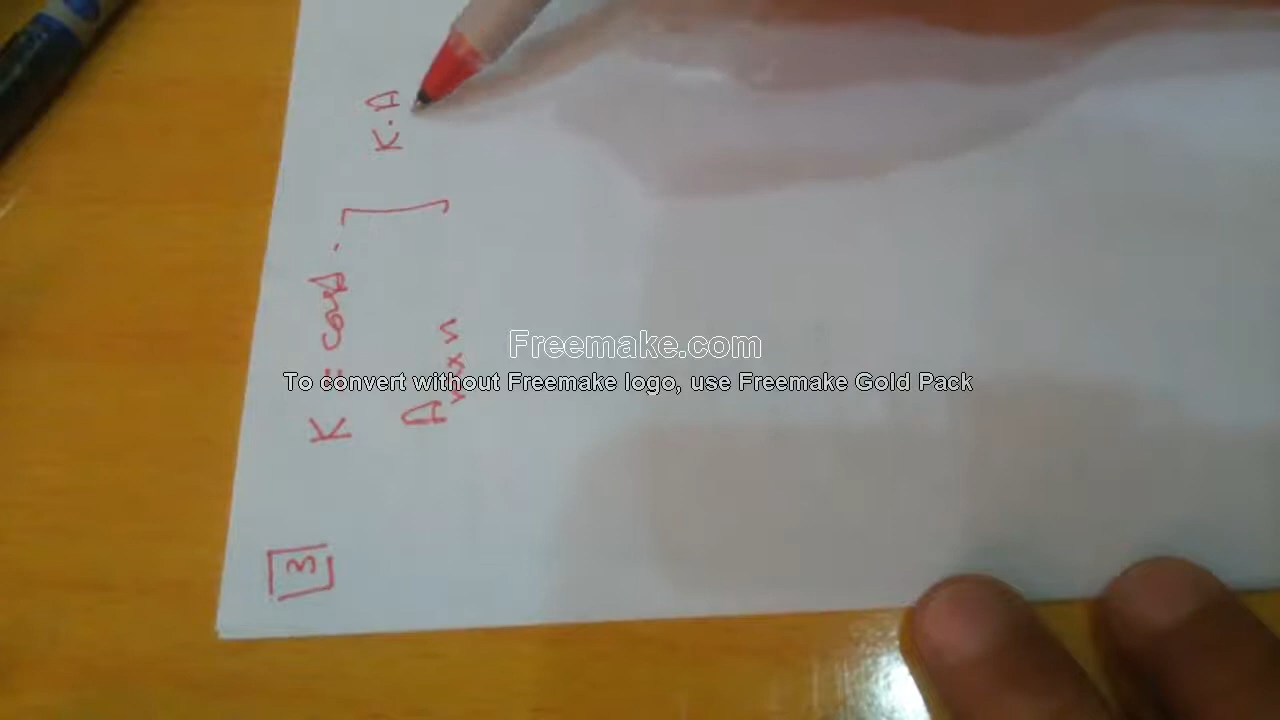 3
K = const. ] K.A
A m×n
Freemake.com
To convert without Freemake logo, use Freemake Gold Pack